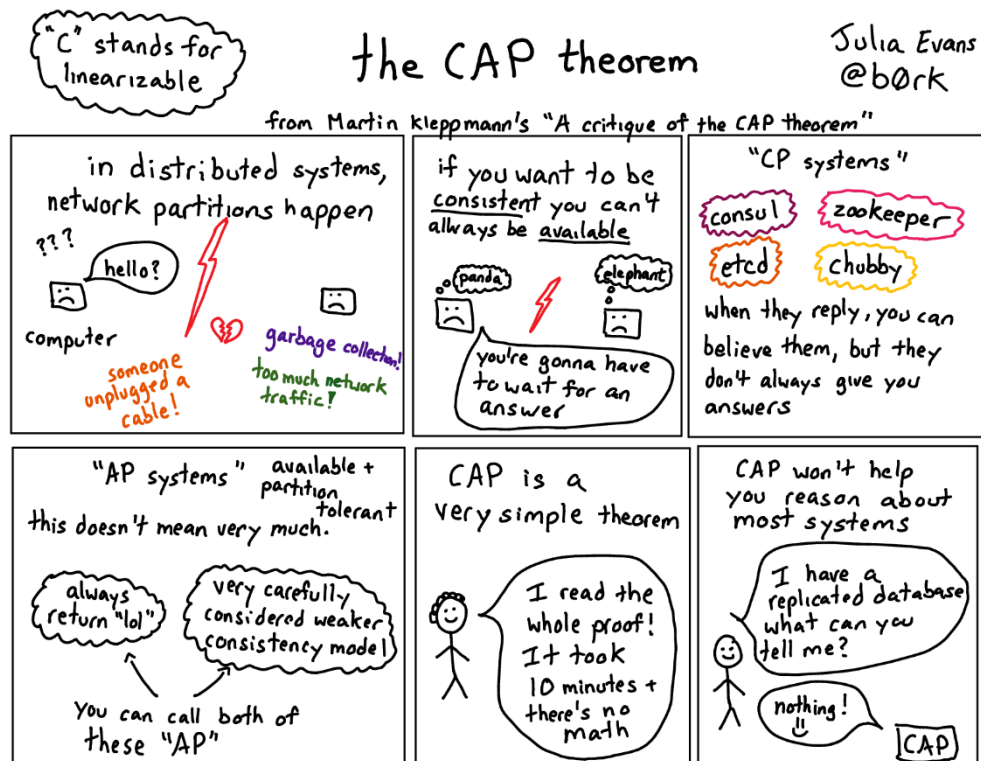 "C" stands for
linearizable
the CAP theorem
Julia Evans
@bØrk
from Martin Kleppmann's "A critique of the CAP theorem"
in distributed systems,
network partitions happen
???
hello?
computer
someone
unplugged a
cable!
garbage collection!
too much network
traffic!
if you want to be
consistent you can't
always be available
panda
elephant
you're gonna have
to wait for an
answer
"CP systems"
consul
zookeeper
etcd
chubby
when they reply, you can
believe them, but they
don't always give you
answers
"AP systems"
available +
partition
tolerant
this doesn't mean very much.
always
return "lol"
very carefully
considered weaker
consistency model
you can call both of
these "AP"
CAP is a
very simple theorem
I read the
whole proof!
It took
10 minutes +
there's no
math
CAP won't help
you reason about
most systems
I have a
replicated database
what can you
tell me?
nothing!
CAP